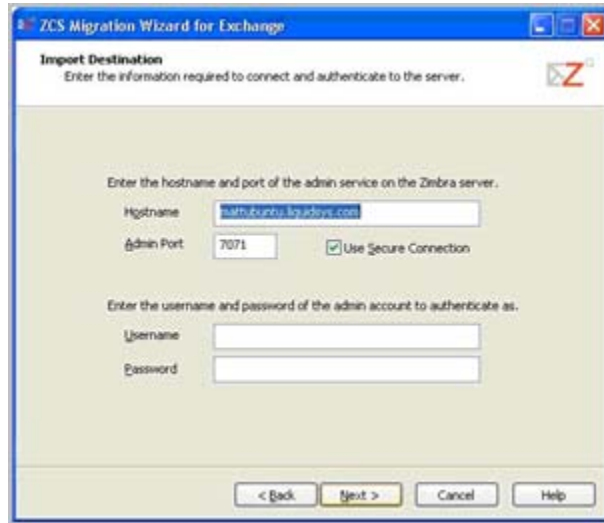 ZCS Migration Wizard for Exchange
Import Destination
Enter the information required to connect and authenticate to the server.
Z
Enter the hostname and port of the admin service on the Zimbra server.
Hostname mattubuntu.liquidsys.com
Admin Port 7071 Use Secure Connection
Enter the username and password of the admin account to authenticate as.
Username
Password
< Back Next > Cancel Help